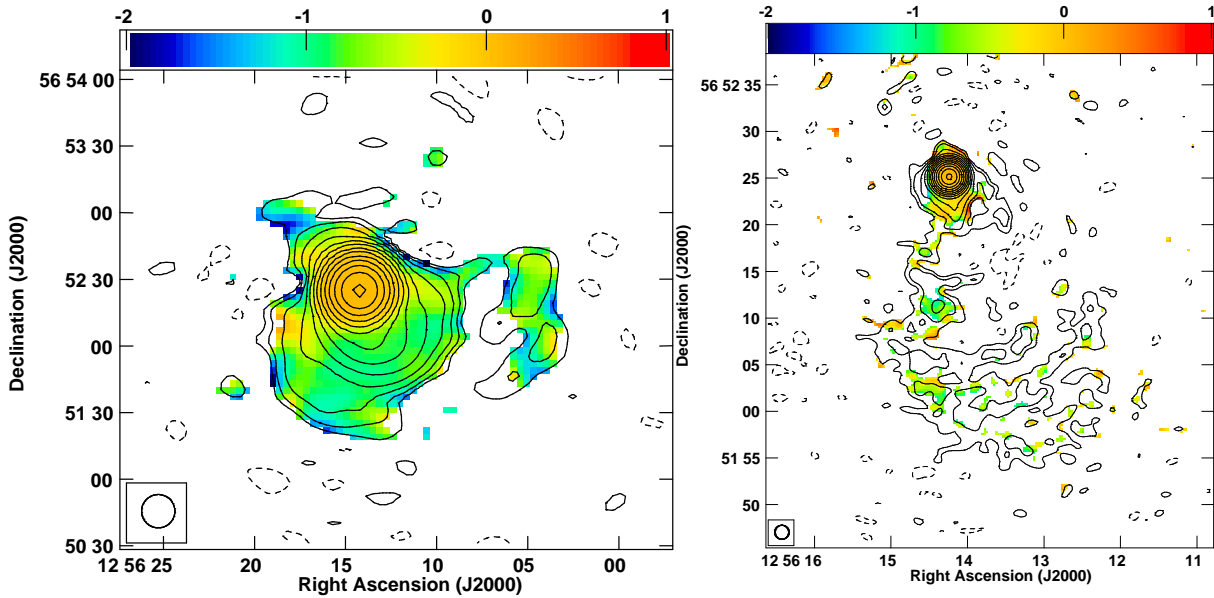 -2 -1 0 1
56 54 00
53 30
00
52 30
00
51 30
00
50 30
Declination (J2000)
12 56 25 20 15 10 05 00
Right Ascension (J2000)
-2 -1 0 1
56 52 35
30
25
20
15
10
05
00
51 55
50
Declination (J2000)
12 56 16 15 14 13 12 11
Right Ascension (J2000)